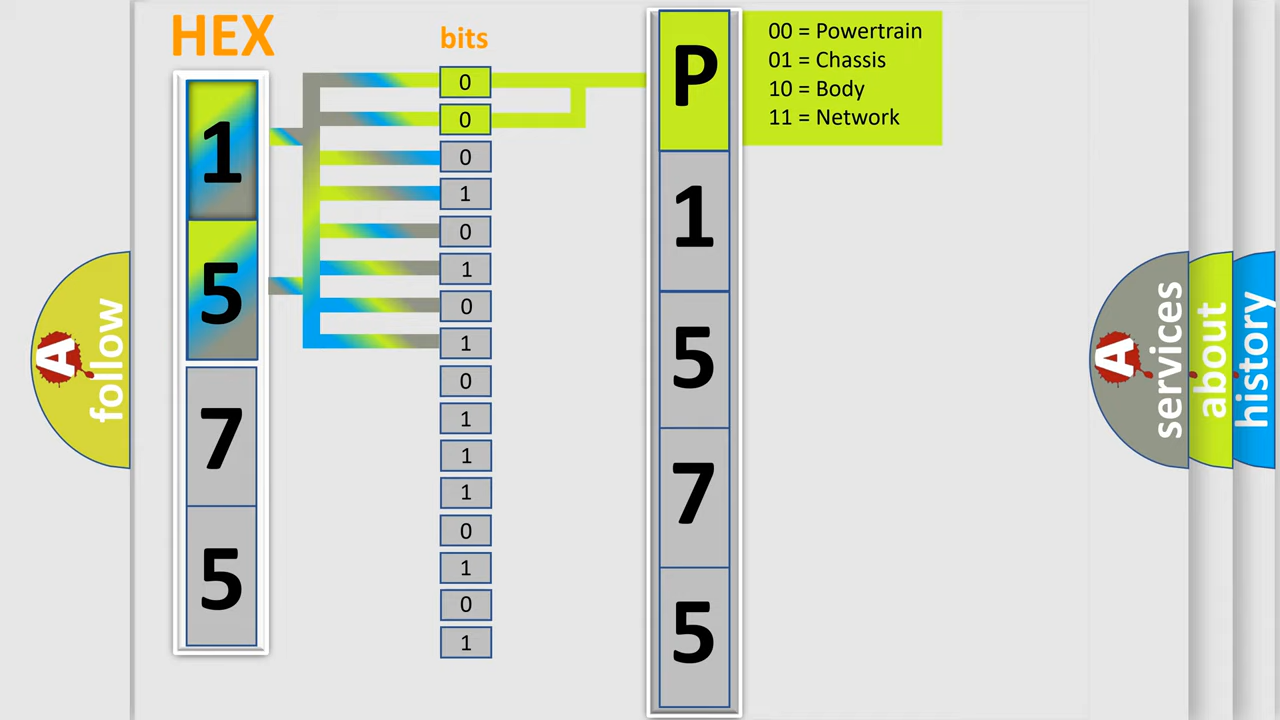 HEX
bits
1
5
7
5
0
0
0
1
0
1
0
1
0
1
1
1
0
1
0
1
P
1
5
7
5
00 = Powertrain
01 = Chassis
10 = Body
11 = Network
A
follow
A
services
about
history